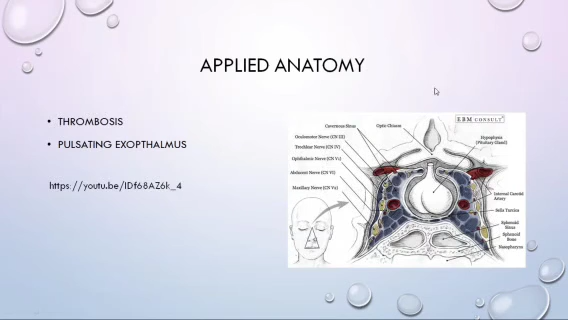 APPLIED ANATOMY
• THROMBOSIS
• PULSATING EXOPTHALMUS
https://youtu.be/IDf68AZ6k_4
EBM CONSULT
Cavernous Sinus
Optic Chiasm
Oculomotor Nerve (CN III)
Trochlear Nerve (CN IV)
Ophthalmic Nerve (CN V1)
Abducent Nerve (CN VI)
Maxillary Nerve (CN V2)
Hypophysis
(Pituitary Gland)
Internal Carotid
Artery
Sella Turcica
Sphenoid
Sinus
Sphenoid
Bone
Nasopharynx